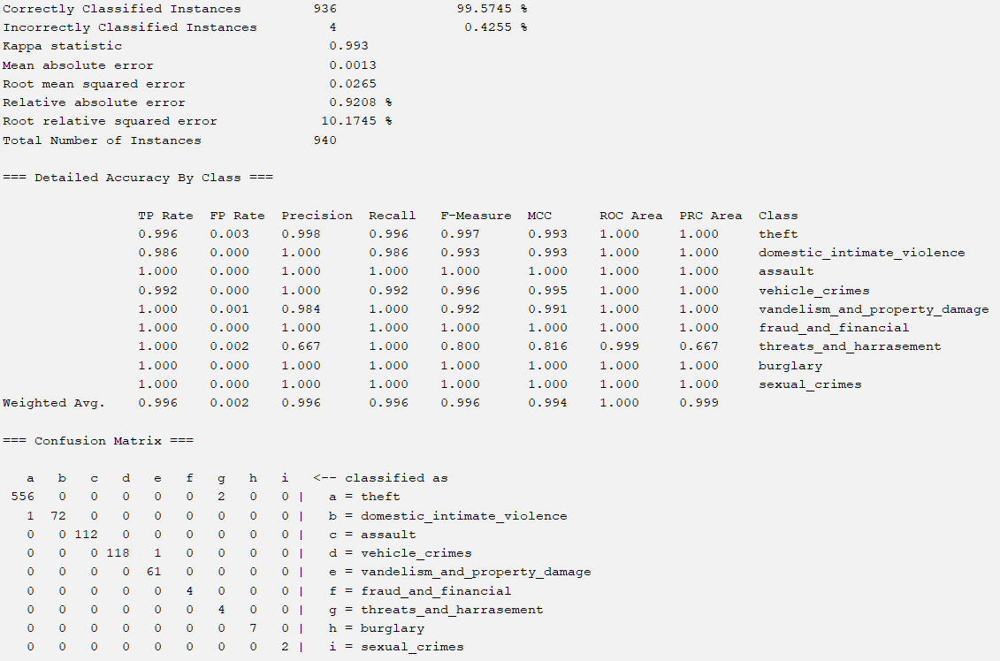 Correctly Classified Instances         936               99.5745 %
Incorrectly Classified Instances         4                0.4255 %
Kappa statistic                          0.993
Mean absolute error                      0.0013
Root mean squared error                  0.0265
Relative absolute error                  0.9208 %
Root relative squared error             10.1745 %
Total Number of Instances              940
=== Detailed Accuracy By Class ===
                 TP Rate  FP Rate  Precision  Recall   F-Measure  MCC      ROC Area  PRC Area  Class
                 0.996    0.003    0.998      0.996    0.997      0.993    1.000     1.000     theft
                 0.986    0.000    1.000      0.986    0.993      0.993    1.000     1.000     domestic_intimate_violence
                 1.000    0.000    1.000      1.000    1.000      1.000    1.000     1.000     assault
                 0.992    0.000    1.000      0.992    0.996      0.995    1.000     1.000     vehicle_crimes
                 1.000    0.001    0.984      1.000    0.992      0.991    1.000     1.000     vandelism_and_property_damage
                 1.000    0.000    1.000      1.000    1.000      1.000    1.000     1.000     fraud_and_financial
                 1.000    0.002    0.667      1.000    0.800      0.816    0.999     0.667     threats_and_harrasement
                 1.000    0.000    1.000      1.000    1.000      1.000    1.000     1.000     burglary
                 1.000    0.000    1.000      1.000    1.000      1.000    1.000     1.000     sexual_crimes
Weighted Avg.    0.996    0.002    0.996      0.996    0.996      0.994    1.000     0.999
=== Confusion Matrix ===
   a   b   c   d   e   f   g   h   i   <-- classified as
 556   0   0   0   0   0   2   0   0 |   a = theft
   1  72   0   0   0   0   0   0   0 |   b = domestic_intimate_violence
   0   0 112   0   0   0   0   0   0 |   c = assault
   0   0   0 118   1   0   0   0   0 |   d = vehicle_crimes
   0   0   0   0  61   0   0   0   0 |   e = vandelism_and_property_damage
   0   0   0   0   0   4   0   0   0 |   f = fraud_and_financial
   0   0   0   0   0   0   4   0   0 |   g = threats_and_harrasement
   0   0   0   0   0   0   0   7   0 |   h = burglary
   0   0   0   0   0   0   0   0   2 |   i = sexual_crimes